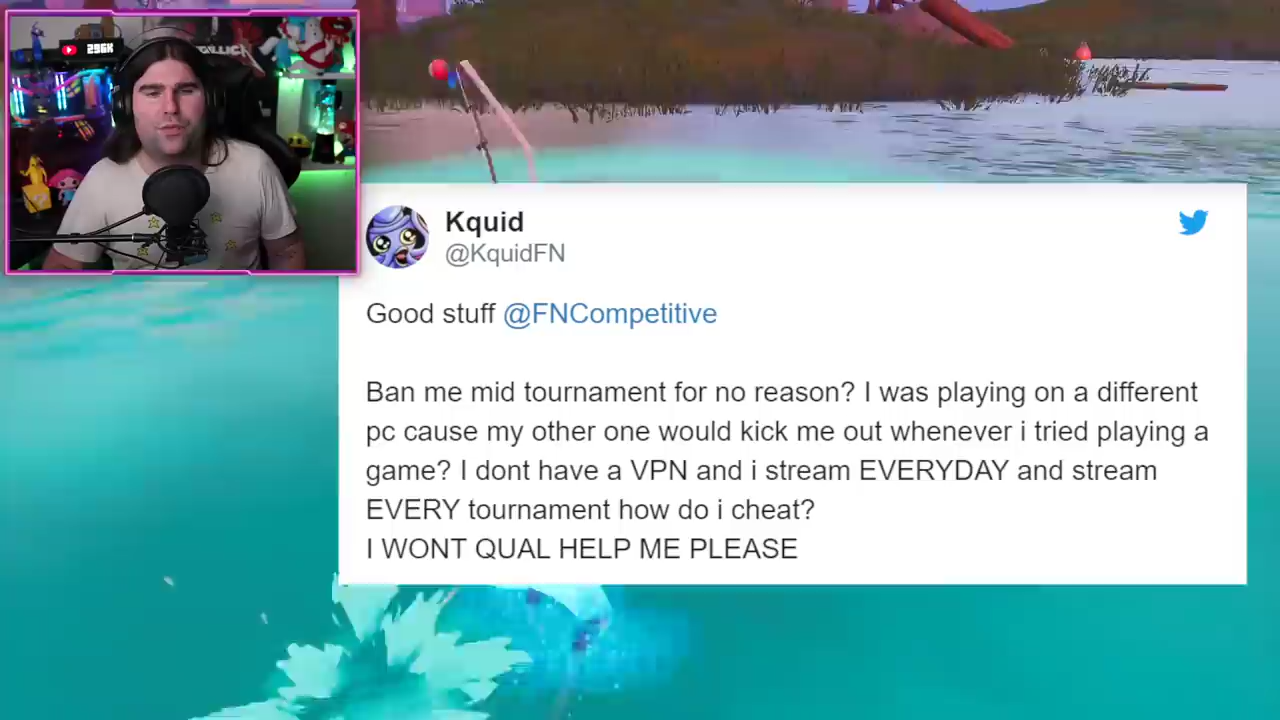 296K
METALLICA
Kquid
@KquidFN
Good stuff @FNCompetitive
Ban me mid tournament for no reason? I was playing on a different
pc cause my other one would kick me out whenever i tried playing a
game? I dont have a VPN and i stream EVERYDAY and stream
EVERY tournament how do i cheat?
I WONT QUAL HELP ME PLEASE